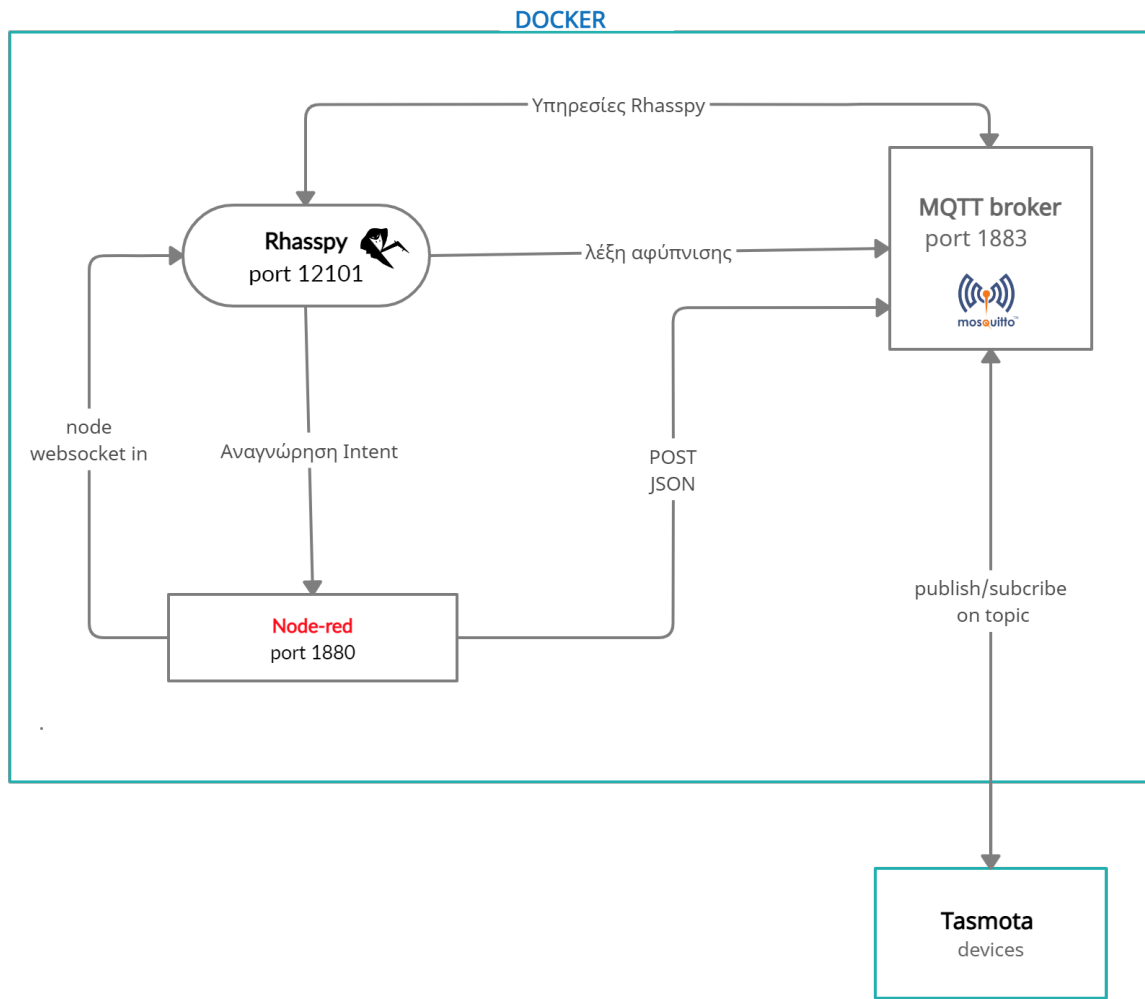 DOCKER
Υπηρεσίες Rhasspy
MQTT broker
port 1883
mosquitto™
Rhasspy
port 12101
λέξη αφύπνισης
node
websocket in
Αναγνώρηση Intent
POST
JSON
publish/subcribe
on topic
Node-red
port 1880
.
Tasmota
devices